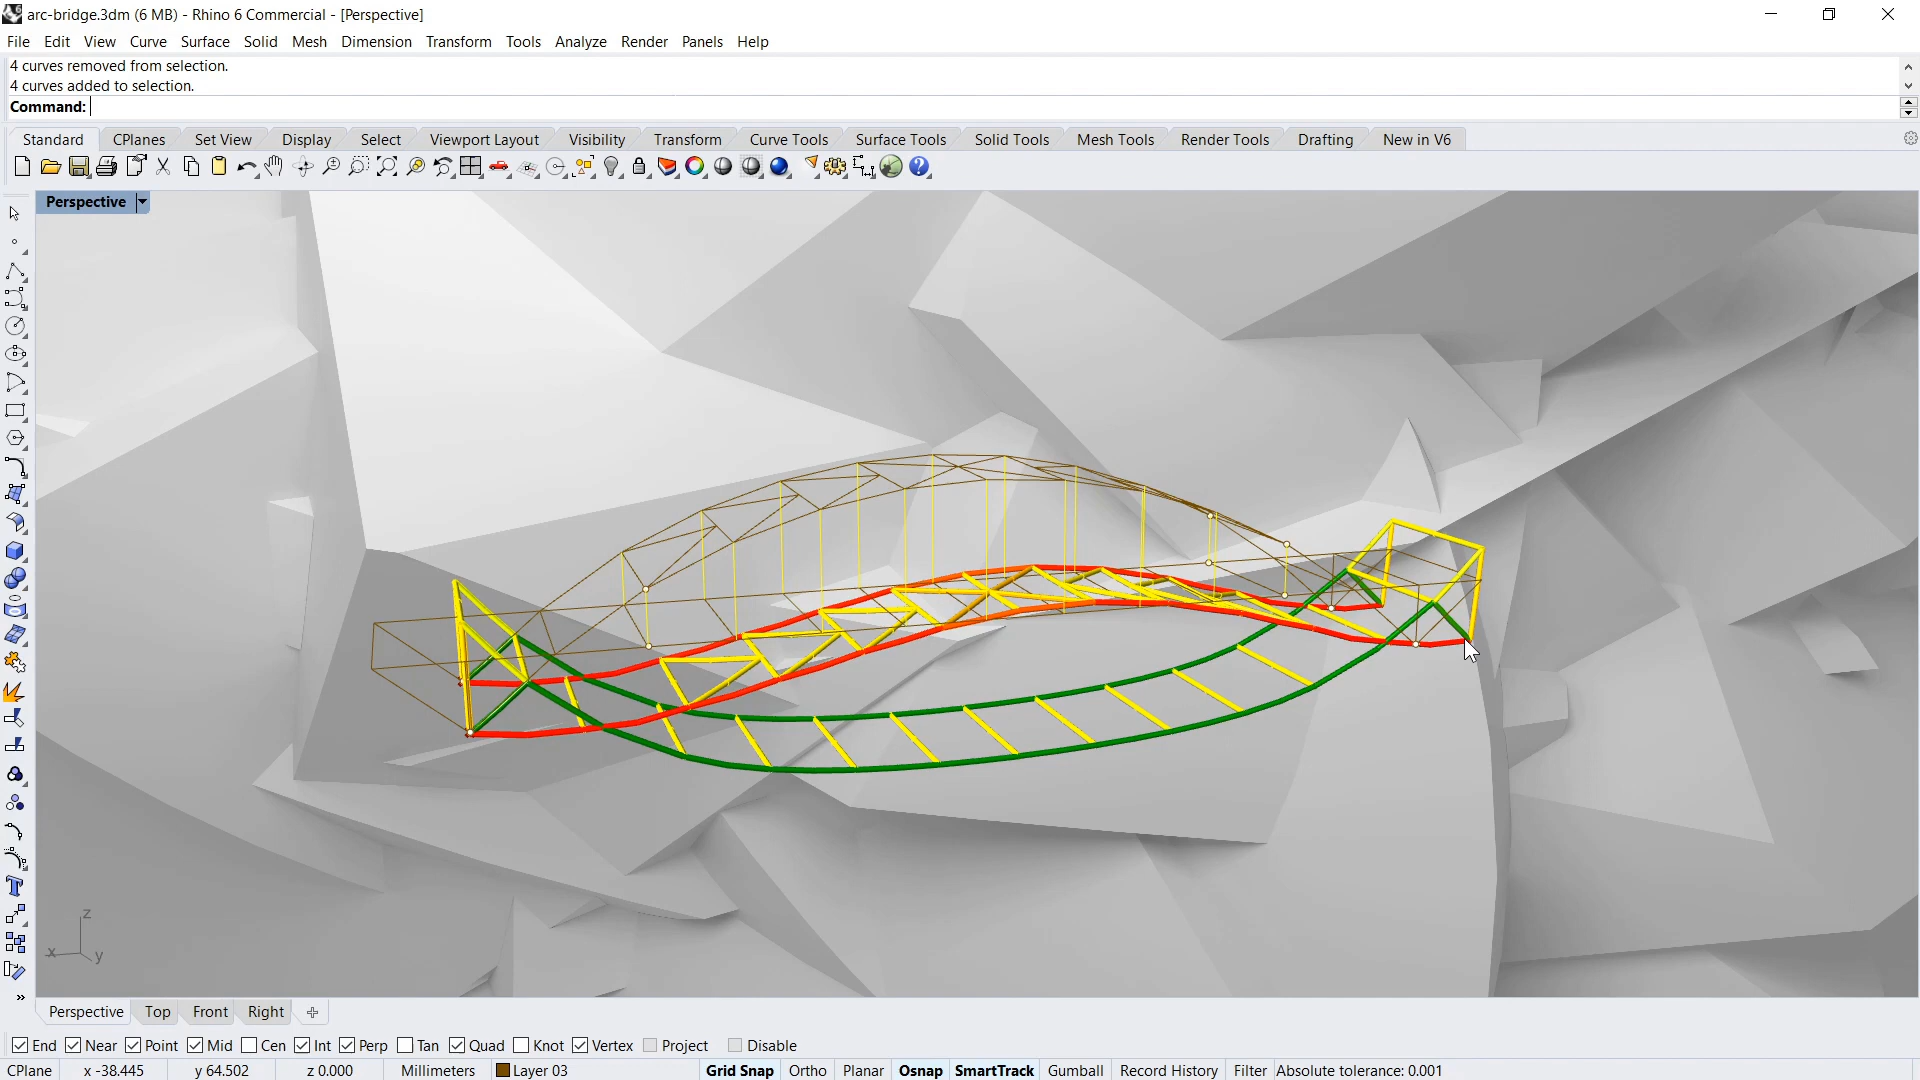 arc-bridge.3dm (6 MB) - Rhino 6 Commercial - [Perspective]
File Edit View Curve Surface Solid Mesh Dimension Transform Tools Analyze Render Panels Help
4 curves removed from selection.
4 curves added to selection.
Command:
Standard CPlanes Set View Display Select Viewport Layout Visibility Transform Curve Tools Surface Tools Solid Tools Mesh Tools Render Tools Drafting New in V6
Perspective
z
x y
Perspective Top Front Right
End Near Point Mid Cen Int Perp Tan Quad Knot Vertex Project Disable
CPlane x -38.445 y 64.502 z 0.000 Millimeters Layer 03 Grid Snap Ortho Planar Osnap SmartTrack Gumball Record History Filter Absolute tolerance: 0.001